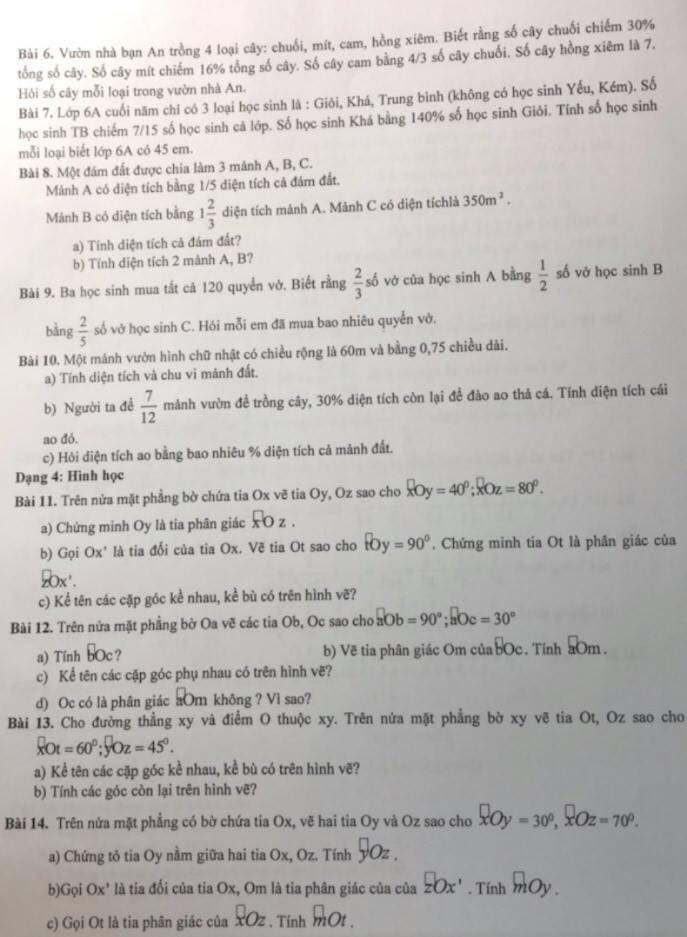 Bài 6. Vườn nhà bạn An trồng 4 loại cây: chuối, mít, cam, hồng xiêm. Biết rằng số cây chuối chiếm 30%
tổng số cây. Số cây mít chiếm 16% tổng số cây. Số cây cam bằng 4/3 số cây chuối. Số cây hồng xiêm là 7.
Hỏi số cây mỗi loại trong vườn nhà An.
Bài 7. Lớp 6A cuối năm chỉ có 3 loại học sinh là : Giỏi, Khá, Trung bình (không có học sinh Yếu, Kém). Số
học sinh TB chiếm 7/15 số học sinh cả lớp. Số học sinh Khá bằng 140% số học sinh Giỏi. Tính số học sinh
mỗi loại biết lớp 6A có 45 em.
Bài 8. Một đám đất được chia làm 3 mảnh A, B, C.
Mảnh A có diện tích bằng 1/5 diện tích cả đám đất.
Mảnh B có diện tích bằng 1 2/3 diện tích mảnh A. Mảnh C có diện tíchlà 350m².
a) Tính diện tích cả đám đất?
b) Tính diện tích 2 mảnh A, B?
Bài 9. Ba học sinh mua tất cả 120 quyển vở. Biết rằng 2/3 số vở của học sinh A bằng 1/2 số vở học sinh B
bằng 2/5 số vở học sinh C. Hỏi mỗi em đã mua bao nhiêu quyển vở.
Bài 10. Một mảnh vườn hình chữ nhật có chiều rộng là 60m và bằng 0,75 chiều dài.
a) Tính diện tích và chu vi mảnh đất.
b) Người ta để 7/12 mảnh vườn để trồng cây, 30% diện tích còn lại để đào ao thả cá. Tính diện tích cái
ao đó.
c) Hỏi diện tích ao bằng bao nhiêu % diện tích cả mảnh đất.
Dạng 4: Hình học
Bài 11. Trên nửa mặt phẳng bờ chứa tia Ox vẽ tia Oy, Oz sao cho xOy = 40⁰; xOz = 80⁰.
a) Chứng minh Oy là tia phân giác xO z .
b) Gọi Ox’ là tia đối của tia Ox. Vẽ tia Ot sao cho tOy = 90⁰. Chứng minh tia Ot là phân giác của
zOx'.
c) Kể tên các cặp góc kề nhau, kề bù có trên hình vẽ?
Bài 12. Trên nửa mặt phẳng bờ Oa vẽ các tia Ob, Oc sao cho aOb = 90°; aOc = 30°
a) Tính bOc? b) Vẽ tia phân giác Om của bOc. Tính aOm .
c) Kể tên các cặp góc phụ nhau có trên hình vẽ?
d) Oc có là phân giác aOm không ? Vì sao?
Bài 13. Cho đường thẳng xy và điểm O thuộc xy. Trên nửa mặt phẳng bờ xy vẽ tia Ot, Oz sao cho
xOt = 60⁰; yOz = 45⁰.
a) Kể tên các cặp góc kề nhau, kề bù có trên hình vẽ?
b) Tính các góc còn lại trên hình vẽ?
Bài 14. Trên nửa mặt phẳng có bờ chứa tia Ox, vẽ hai tia Oy và Oz sao cho xOy = 30⁰, xOz = 70⁰.
a) Chứng tỏ tia Oy nằm giữa hai tia Ox, Oz. Tính yOz .
b)Gọi Ox’ là tia đối của tia Ox, Om là tia phân giác của của zOx' . Tính mOy .
c) Gọi Ot là tia phân giác của xOz . Tính mOt .